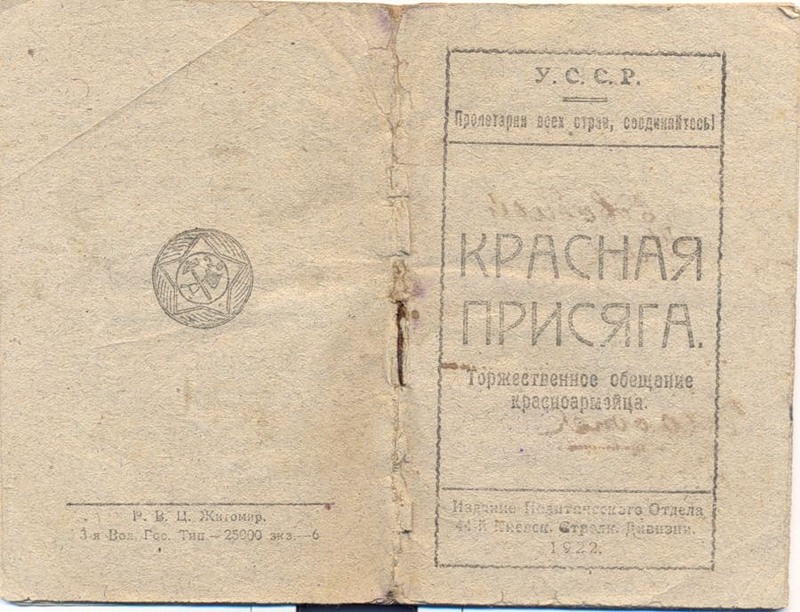 Р. В. Ц. Житомир.
3-я Вол. Гос. Тип.— 25000 экз.—6
У. С. С. Р.
Пролетарии всех стран, соединяйтесь!
КРАСНАЯ
ПРИСЯГА.
Торжественное обещание
красноармэйца.
Издание Политического Отдела
44-й Киевск. Стрелк. Дивизии.
1922.